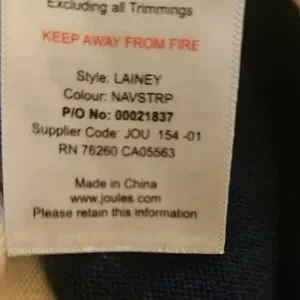 Excluding all Trimmings
KEEP AWAY FROM FIRE
Style: LAINEY
Colour: NAVSTRP
P/O No: 00021837
Supplier Code: JOU 154 -01
RN 76260 CA05563
Made in China
www.joules.com
Please retain this information